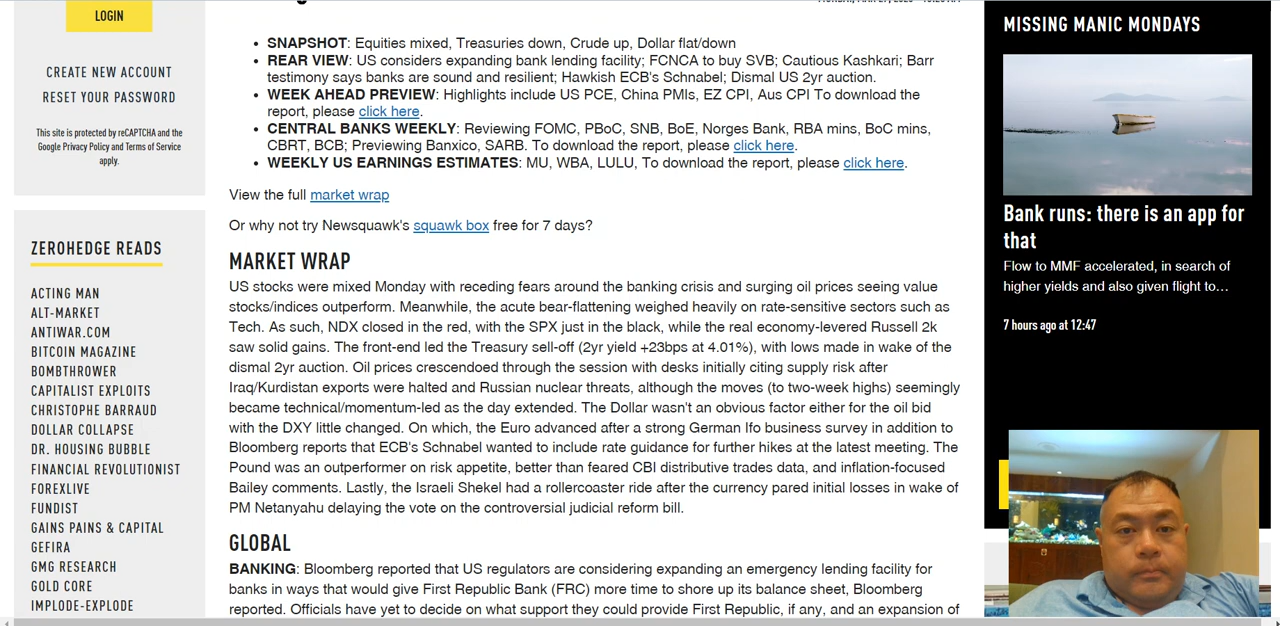 LOGIN
CREATE NEW ACCOUNT
RESET YOUR PASSWORD
This site is protected by reCAPTCHA and the
Google Privacy Policy and Terms of Service
apply.
ZEROHEDGE READS
ACTING MAN
ALT-MARKET
ANTIWAR.COM
BITCOIN MAGAZINE
BOMBTHROWER
CAPITALIST EXPLOITS
CHRISTOPHE BARRAUD
DOLLAR COLLAPSE
DR. HOUSING BUBBLE
FINANCIAL REVOLUTIONIST
FOREXLIVE
FUNDIST
GAINS PAINS & CAPITAL
GEFIRA
GMG RESEARCH
GOLD CORE
IMPLODE-EXPLODE
• SNAPSHOT: Equities mixed, Treasuries down, Crude up, Dollar flat/down
• REAR VIEW: US considers expanding bank lending facility; FCNCA to buy SVB; Cautious Kashkari; Barr
testimony says banks are sound and resilient; Hawkish ECB's Schnabel; Dismal US 2yr auction.
• WEEK AHEAD PREVIEW: Highlights include US PCE, China PMIs, EZ CPI, Aus CPI To download the
report, please click here.
• CENTRAL BANKS WEEKLY: Reviewing FOMC, PBoC, SNB, BoE, Norges Bank, RBA mins, BoC mins,
CBRT, BCB; Previewing Banxico, SARB. To download the report, please click here.
• WEEKLY US EARNINGS ESTIMATES: MU, WBA, LULU, To download the report, please click here.
View the full market wrap
Or why not try Newsquawk's squawk box free for 7 days?
MARKET WRAP
US stocks were mixed Monday with receding fears around the banking crisis and surging oil prices seeing value
stocks/indices outperform. Meanwhile, the acute bear-flattening weighed heavily on rate-sensitive sectors such as
Tech. As such, NDX closed in the red, with the SPX just in the black, while the real economy-levered Russell 2k
saw solid gains. The front-end led the Treasury sell-off (2yr yield +23bps at 4.01%), with lows made in wake of the
dismal 2yr auction. Oil prices crescendoed through the session with desks initially citing supply risk after
Iraq/Kurdistan exports were halted and Russian nuclear threats, although the moves (to two-week highs) seemingly
became technical/momentum-led as the day extended. The Dollar wasn't an obvious factor either for the oil bid
with the DXY little changed. On which, the Euro advanced after a strong German Ifo business survey in addition to
Bloomberg reports that ECB's Schnabel wanted to include rate guidance for further hikes at the latest meeting. The
Pound was an outperformer on risk appetite, better than feared CBI distributive trades data, and inflation-focused
Bailey comments. Lastly, the Israeli Shekel had a rollercoaster ride after the currency pared initial losses in wake of
PM Netanyahu delaying the vote on the controversial judicial reform bill.
GLOBAL
BANKING: Bloomberg reported that US regulators are considering expanding an emergency lending facility for
banks in ways that would give First Republic Bank (FRC) more time to shore up its balance sheet, Bloomberg
reported. Officials have yet to decide on what support they could provide First Republic, if any, and an expansion of
MISSING MANIC MONDAYS
Bank runs: there is an app for
that
Flow to MMF accelerated, in search of
higher yields and also given flight to...
7 hours ago at 12:47